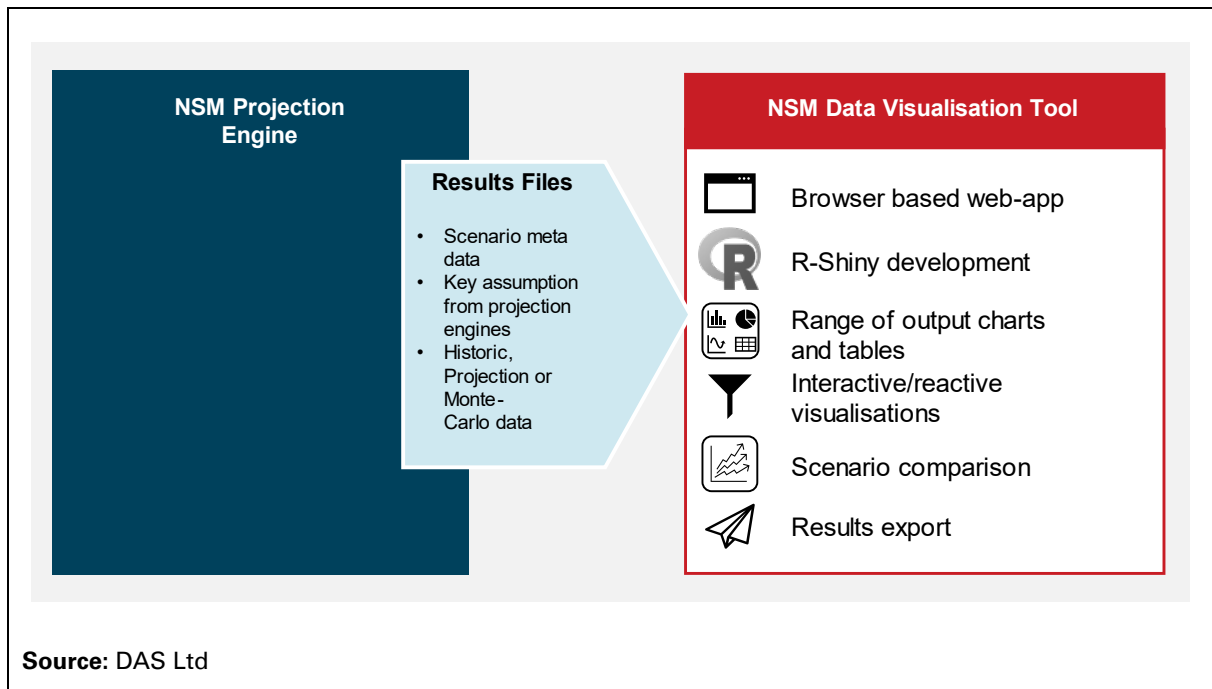 NSM Projection
Engine
Results Files
• Scenario meta
data
• Key assumption
from projection
engines
• Historic,
Projection or
Monte-
Carlo data
NSM Data Visualisation Tool
Browser based web-app
R
R-Shiny development
Range of output charts
and tables
Interactive/reactive
visualisations
Scenario comparison
Results export
Source: DAS Ltd